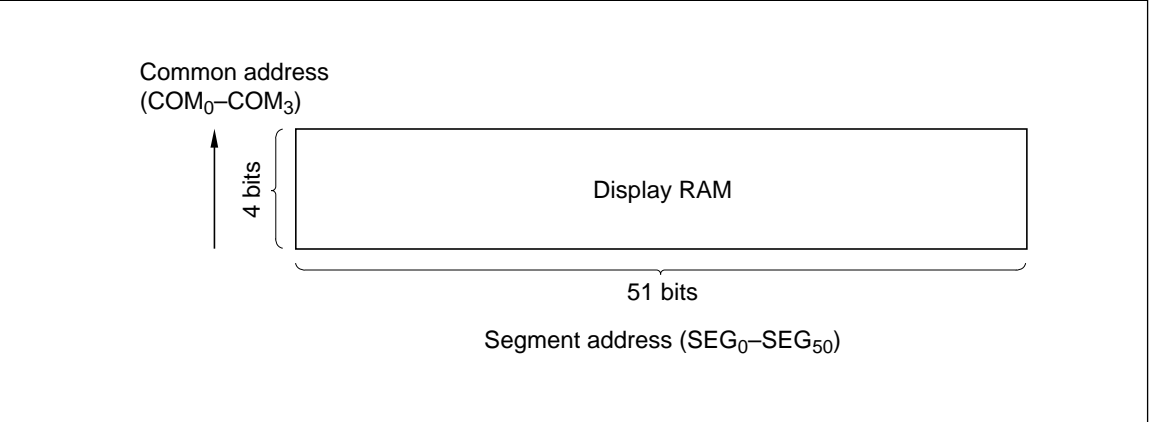 Common address
(COM₀–COM₃)
4 bits
Display RAM
51 bits
Segment address (SEG₀–SEG₅₀)